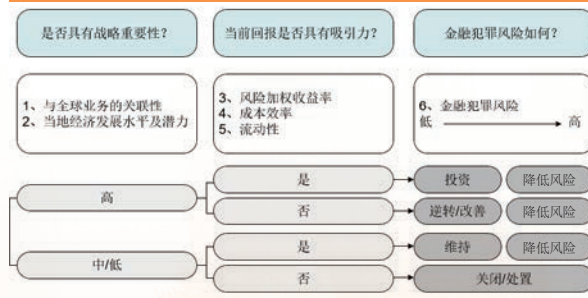 是否具有战略重要性？
当前回报是否具有吸引力？
金融犯罪风险如何？
1、与全球业务的关联性
2、当地经济发展水平及潜力
3、风险加权收益率
4、成本效率
5、流动性
6、金融犯罪风险
低 高
高
是
投资
降低风险
否
逆转/改善
降低风险
中/低
是
维持
降低风险
否
关闭/处置